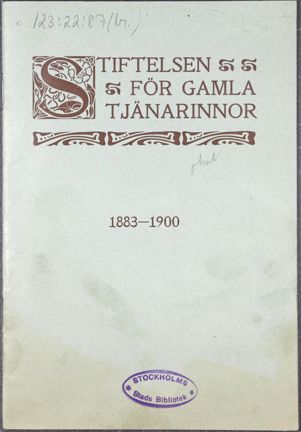 123:22:87(br.)
STIFTELSEN
FÖR GAMLA
TJÄNARINNOR
1883—1900
STOCKHOLMS
Stads Bibliotek